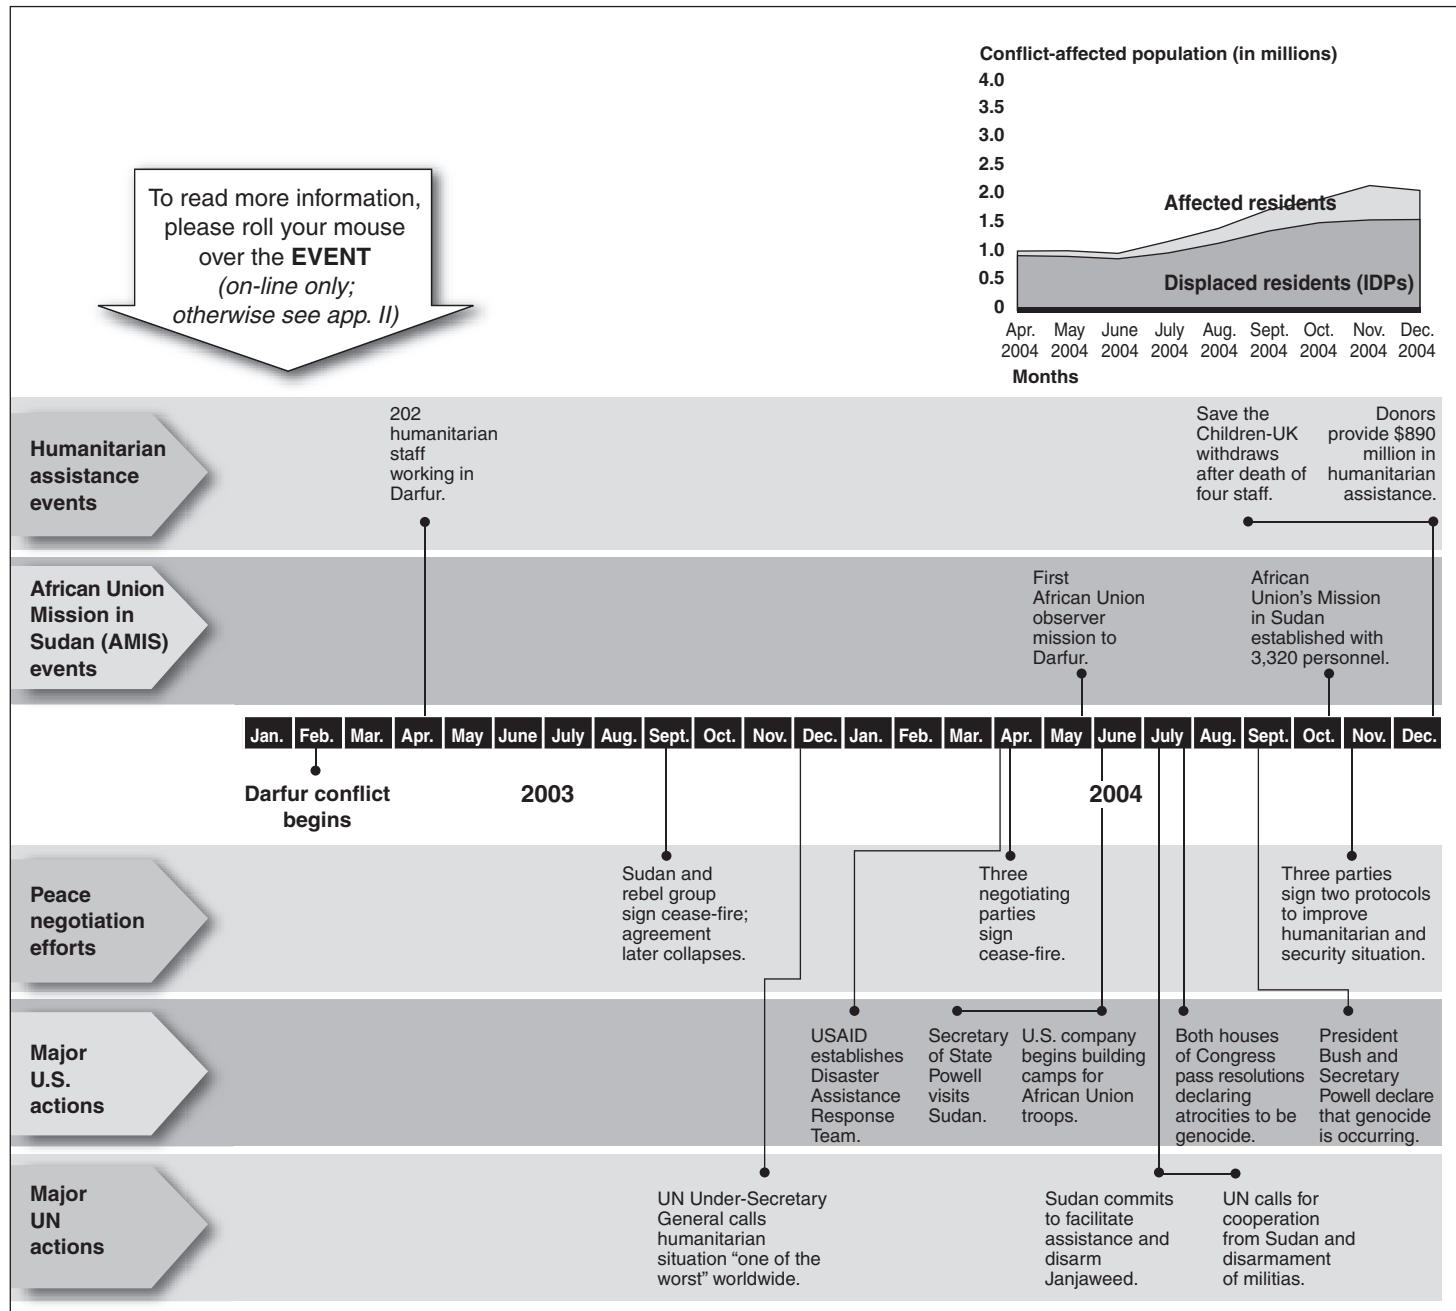 Conflict-affected population (in millions)
4.0
3.5
3.0
2.5
2.0
1.5
1.0
0.5
0
Affected residents
Displaced residents (IDPs)
Apr. May June July Aug. Sept. Oct. Nov. Dec.
2004 2004 2004 2004 2004 2004 2004 2004 2004
Months
To read more information,
please roll your mouse
over the EVENT
(on-line only;
otherwise see app. II)
Humanitarian
assistance
events
202
humanitarian
staff
working in
Darfur.
Save the
Children-UK
withdraws
after death of
four staff.
Donors
provide $890
million in
humanitarian
assistance.
African Union
Mission in
Sudan (AMIS)
events
First
African Union
observer
mission to
Darfur.
African
Union’s Mission
in Sudan
established with
3,320 personnel.
Jan. Feb. Mar. Apr. May June July Aug. Sept. Oct. Nov. Dec. Jan. Feb. Mar. Apr. May June July Aug. Sept. Oct. Nov. Dec.
Darfur conflict
begins
2003
2004
Peace
negotiation
efforts
Sudan and
rebel group
sign cease-fire;
agreement
later collapses.
Three
negotiating
parties
sign
cease-fire.
Three parties
sign two protocols
to improve
humanitarian and
security situation.
Major
U.S.
actions
USAID
establishes
Disaster
Assistance
Response
Team.
Secretary
of State
Powell
visits
Sudan.
U.S. company
begins building
camps for
African Union
troops.
Both houses
of Congress
pass resolutions
declaring
atrocities to be
genocide.
President
Bush and
Secretary
Powell declare
that genocide
is occurring.
Major
UN
actions
UN Under-Secretary
General calls
humanitarian
situation “one of the
worst” worldwide.
Sudan commits
to facilitate
assistance and
disarm
Janjaweed.
UN calls for
cooperation
from Sudan and
disarmament
of militias.